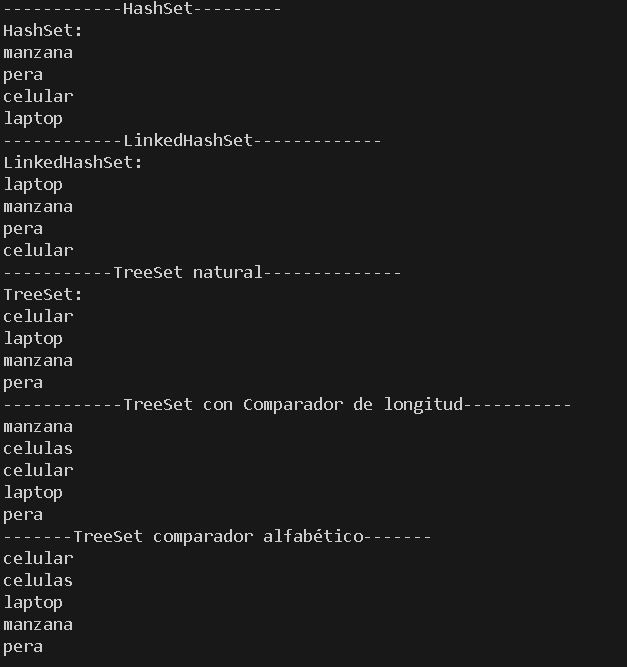 ------------HashSet---------
HashSet:
manzana
pera
celular
laptop
------------LinkedHashSet-------------
LinkedHashSet:
laptop
manzana
pera
celular
-----------TreeSet natural--------------
TreeSet:
celular
laptop
manzana
pera
------------TreeSet con Comparador de longitud-----------
manzana
celulas
celular
laptop
pera
-------TreeSet comparador alfabético-------
celular
celulas
laptop
manzana
pera